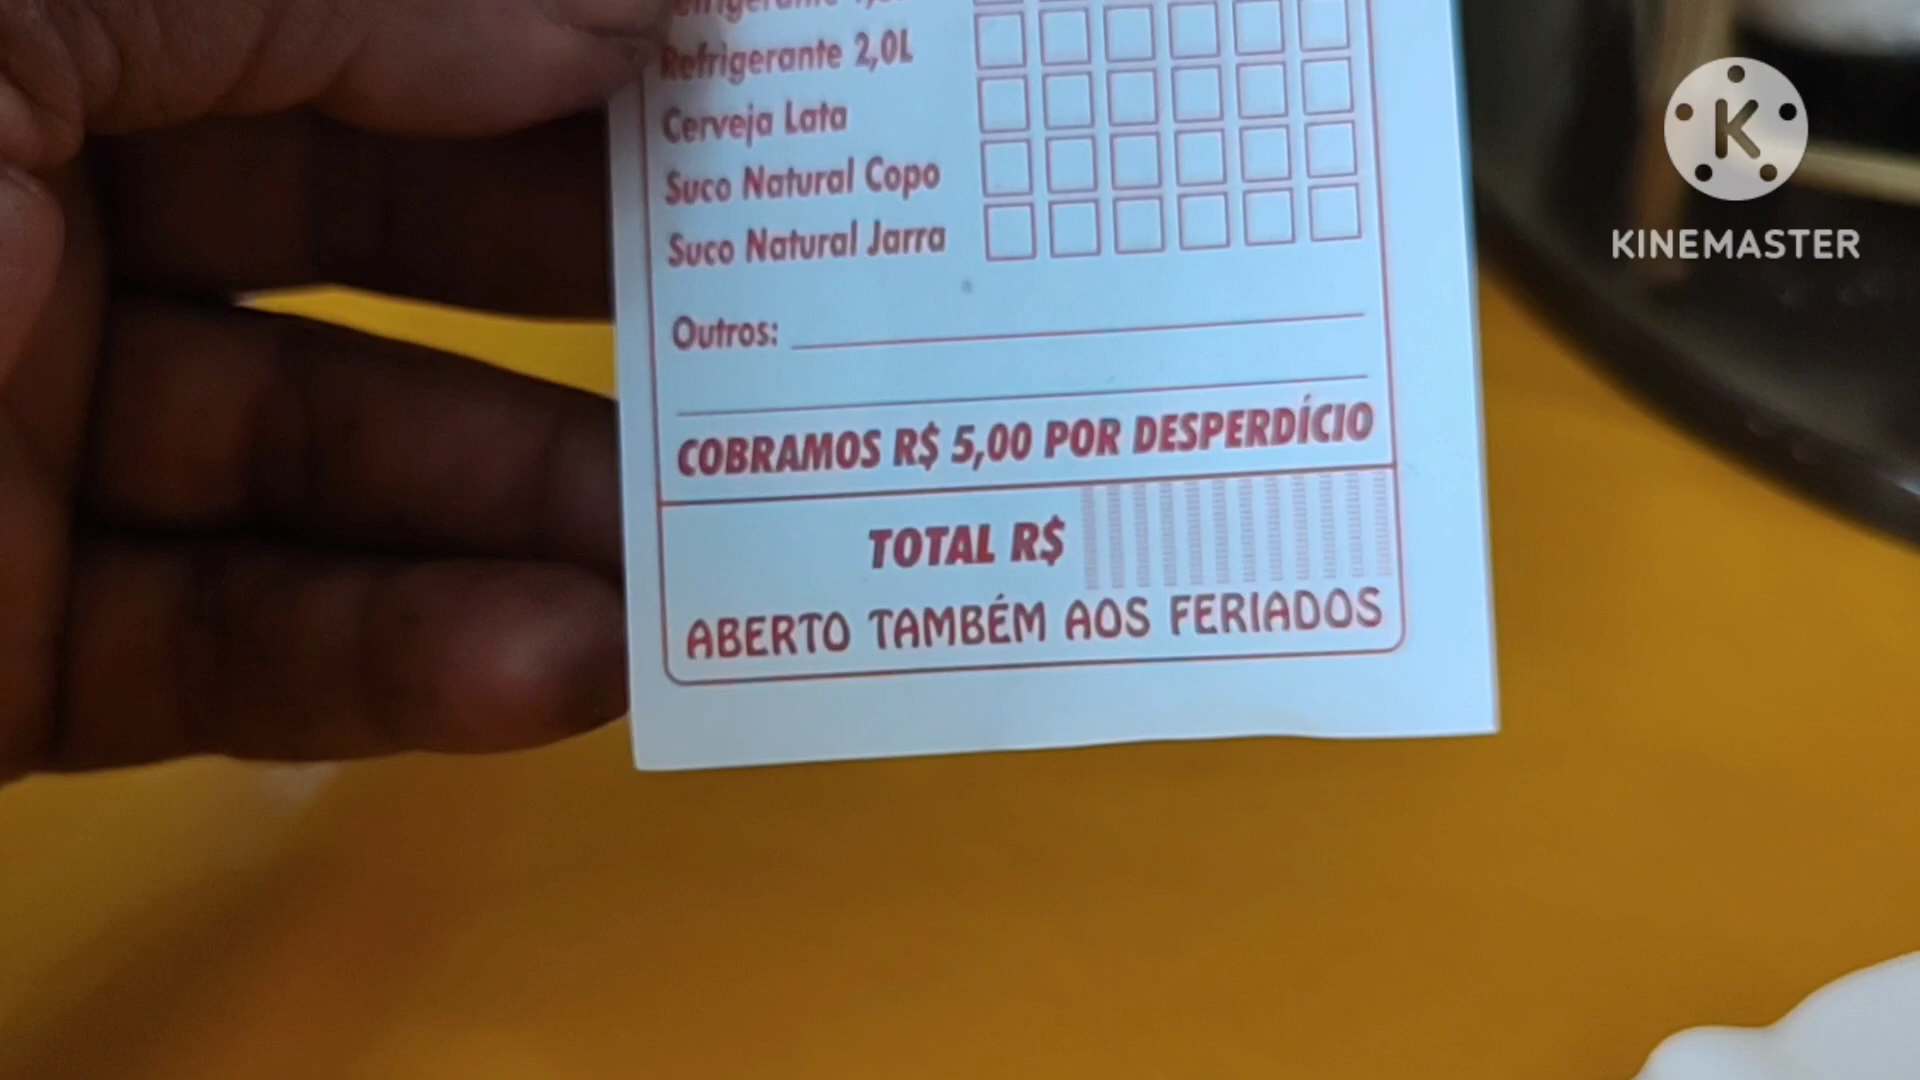 Refrigerante
Refrigerante 2,0L
Cerveja Lata
Suco Natural Copo
Suco Natural Jarra
Outros:
COBRAMOS R$ 5,00 POR DESPERDÍCIO
TOTAL R$
ABERTO TAMBÉM AOS FERIADOS
K
KINEMASTER